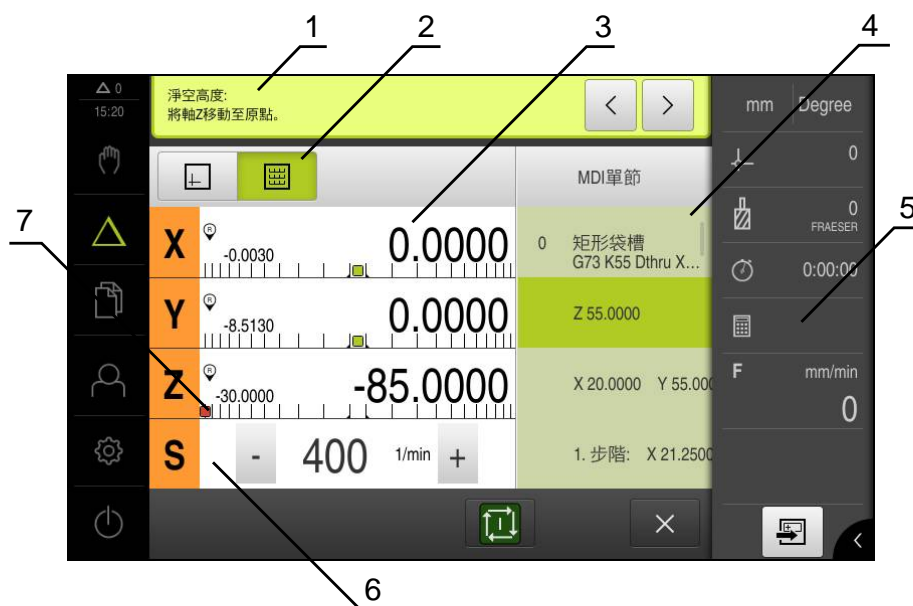 1
2
3
4
5
6
7
0
15:20
淨空高度:
將軸Z移動至原點。
mm
Degree
MDI單節
0
X
R
-0.0030
0.0000
0 矩形袋槽
G73 K55 Dthru X...
0
FRAESER
0:00:00
Y
R
-8.5130
0.0000
Z 55.0000
Z
R
-30.0000
-85.0000
X 20.0000 Y 55.000
F
mm/min
0
S
-
400
1/min
+
1. 步階: X 21.2500